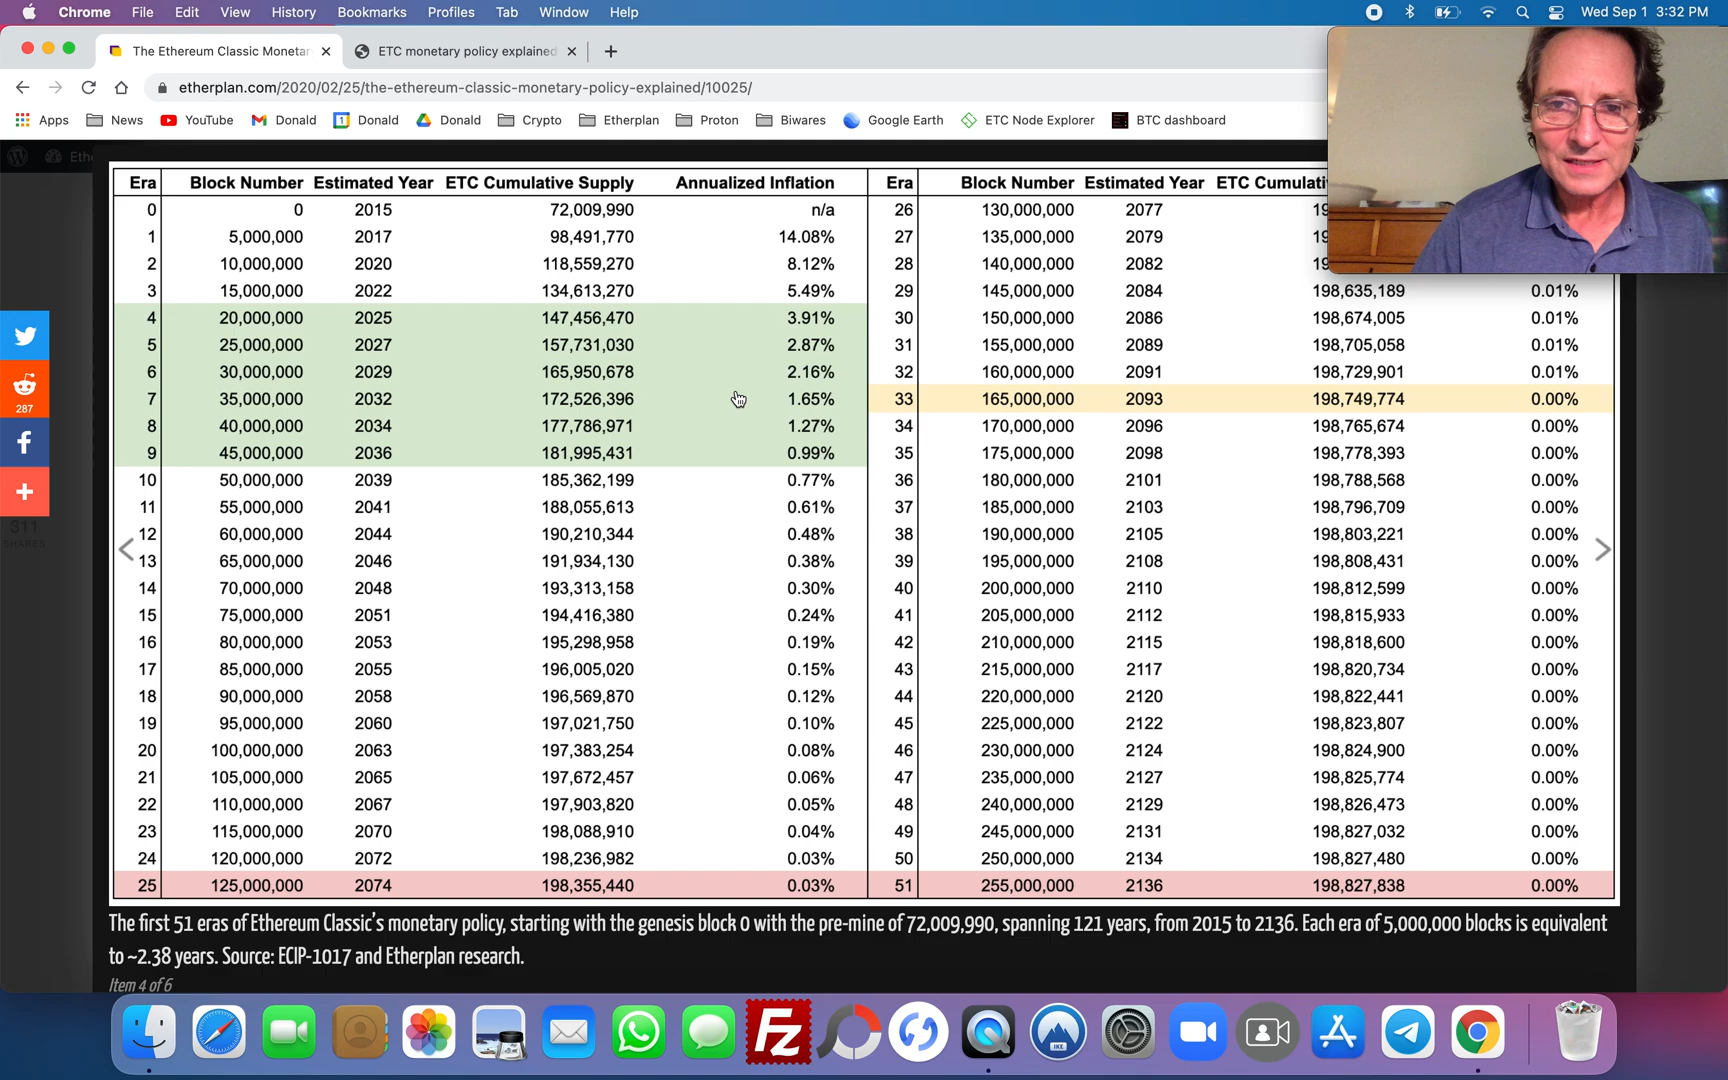 Chrome File Edit View History Bookmarks Profiles Tab Window Help Wed Sep 1 3:32 PM
The Ethereum Classic Monetar
ETC monetary policy explained
etherplan.com/2020/02/25/the-ethereum-classic-monetary-policy-explained/10025/
Apps News YouTube Donald Donald Donald Crypto Etherplan Proton Biwares Google Earth ETC Node Explorer BTC dashboard
Eth
Era Block Number Estimated Year ETC Cumulative Supply Annualized Inflation Era Block Number Estimated Year ETC Cumulati
0 0 2015 72,009,990 n/a 26 130,000,000 2077 19
1 5,000,000 2017 98,491,770 14.08% 27 135,000,000 2079 19
2 10,000,000 2020 118,559,270 8.12% 28 140,000,000 2082 19
3 15,000,000 2022 134,613,270 5.49% 29 145,000,000 2084 198,635,189 0.01%
4 20,000,000 2025 147,456,470 3.91% 30 150,000,000 2086 198,674,005 0.01%
5 25,000,000 2027 157,731,030 2.87% 31 155,000,000 2089 198,705,058 0.01%
6 30,000,000 2029 165,950,678 2.16% 32 160,000,000 2091 198,729,901 0.01%
7 35,000,000 2032 172,526,396 1.65% 33 165,000,000 2093 198,749,774 0.00%
8 40,000,000 2034 177,786,971 1.27% 34 170,000,000 2096 198,765,674 0.00%
9 45,000,000 2036 181,995,431 0.99% 35 175,000,000 2098 198,778,393 0.00%
10 50,000,000 2039 185,362,199 0.77% 36 180,000,000 2101 198,788,568 0.00%
11 55,000,000 2041 188,055,613 0.61% 37 185,000,000 2103 198,796,709 0.00%
12 60,000,000 2044 190,210,344 0.48% 38 190,000,000 2105 198,803,221 0.00%
13 65,000,000 2046 191,934,130 0.38% 39 195,000,000 2108 198,808,431 0.00%
14 70,000,000 2048 193,313,158 0.30% 40 200,000,000 2110 198,812,599 0.00%
15 75,000,000 2051 194,416,380 0.24% 41 205,000,000 2112 198,815,933 0.00%
16 80,000,000 2053 195,298,958 0.19% 42 210,000,000 2115 198,818,600 0.00%
17 85,000,000 2055 196,005,020 0.15% 43 215,000,000 2117 198,820,734 0.00%
18 90,000,000 2058 196,569,870 0.12% 44 220,000,000 2120 198,822,441 0.00%
19 95,000,000 2060 197,021,750 0.10% 45 225,000,000 2122 198,823,807 0.00%
20 100,000,000 2063 197,383,254 0.08% 46 230,000,000 2124 198,824,900 0.00%
21 105,000,000 2065 197,672,457 0.06% 47 235,000,000 2127 198,825,774 0.00%
22 110,000,000 2067 197,903,820 0.05% 48 240,000,000 2129 198,826,473 0.00%
23 115,000,000 2070 198,088,910 0.04% 49 245,000,000 2131 198,827,032 0.00%
24 120,000,000 2072 198,236,982 0.03% 50 250,000,000 2134 198,827,480 0.00%
25 125,000,000 2074 198,355,440 0.03% 51 255,000,000 2136 198,827,838 0.00%
287
311
SHARES
The first 51 eras of Ethereum Classic's monetary policy, starting with the genesis block 0 with the pre-mine of 72,009,990, spanning 121 years, from 2015 to 2136. Each era of 5,000,000 blocks is equivalent
to ~2.38 years. Source: ECIP-1017 and Etherplan research.
Item 4 of 6
Fz
IKE